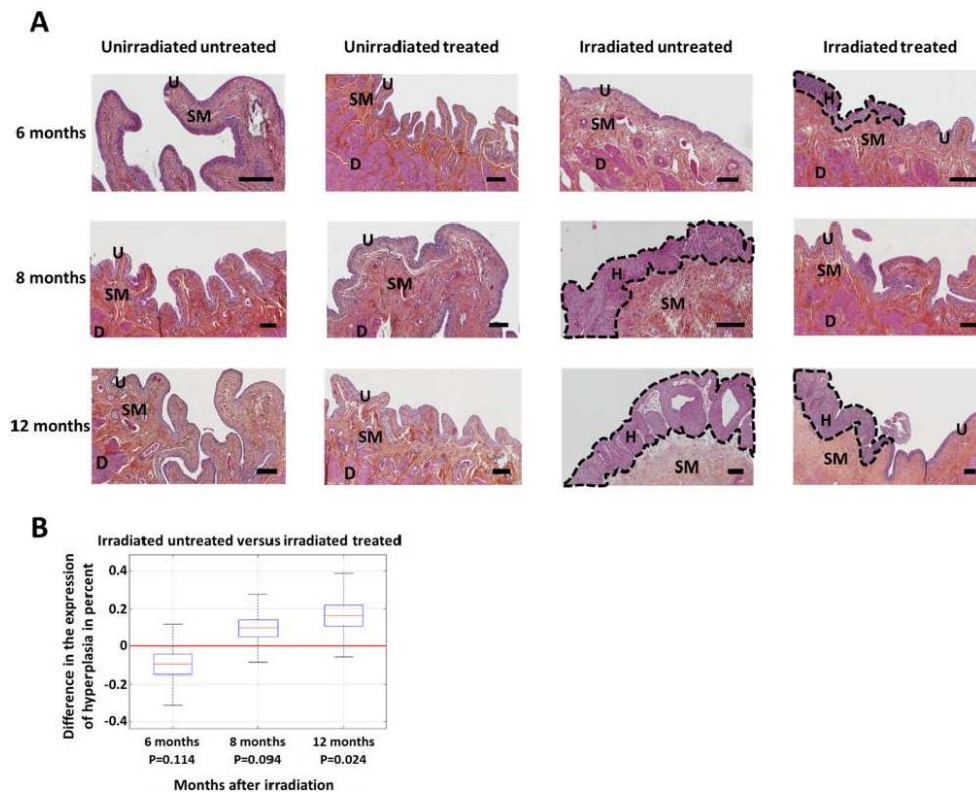 A
Unirradiated untreated Unirradiated treated Irradiated untreated Irradiated treated
6 months
U SM
U SM D
U SM D
H SM U D
8 months
U SM D
U SM
H SM
U SM D
12 months
U SM D
U SM D
H SM
H SM U
B
Irradiated untreated versus irradiated treated
Difference in the expression
of hyperplasia in percent
0.4
0.2
0
-0.2
-0.4
6 months 8 months 12 months
P=0.114 P=0.094 P=0.024
Months after irradiation